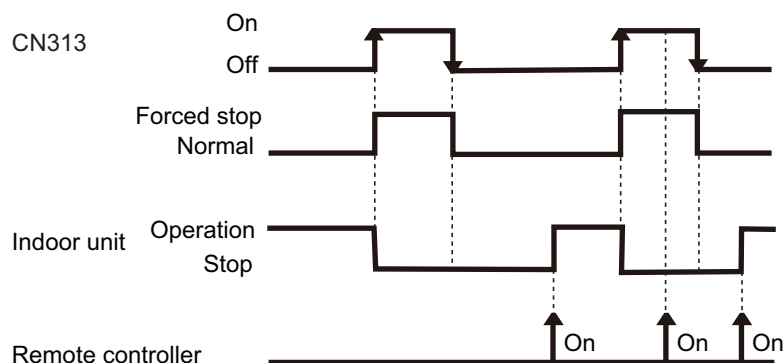 On
CN313
Off
Forced stop
Normal
Operation
Indoor unit
Stop
On
On
On
Remote controller